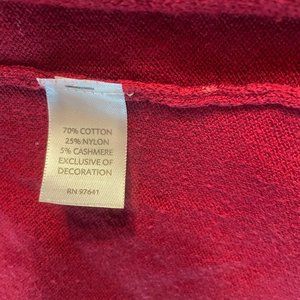 70% COTTON
25% NYLON
5% CASHMERE
EXCLUSIVE OF
DECORATION
RN 97641